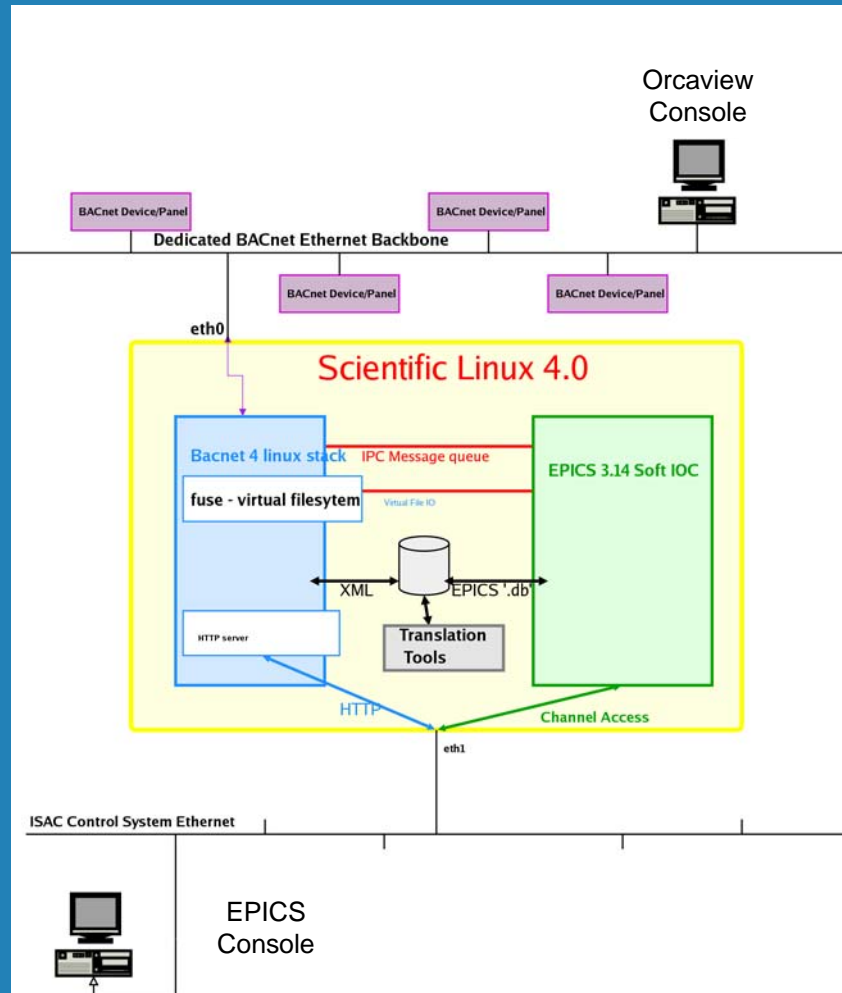 Orcaview
Console
BACnet Device/Panel
BACnet Device/Panel
Dedicated BACnet Ethernet Backbone
BACnet Device/Panel
BACnet Device/Panel
eth0
Scientific Linux 4.0
Bacnet 4 linux stack
IPC Message queue
EPICS 3.14 Soft IOC
fuse - virtual filesytem
Virtual File IO
XML
EPICS '.db'
HTTP server
Translation
Tools
HTTP
Channel Access
eth1
ISAC Control System Ethernet
EPICS
Console